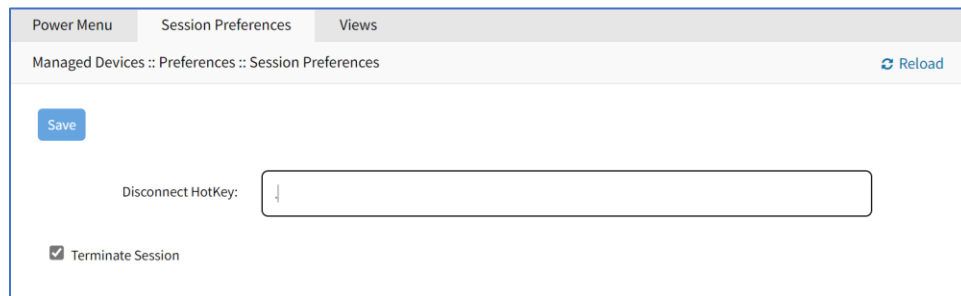 Power Menu Session Preferences Views
Managed Devices :: Preferences :: Session Preferences Reload
Save
Disconnect HotKey: .
Terminate Session